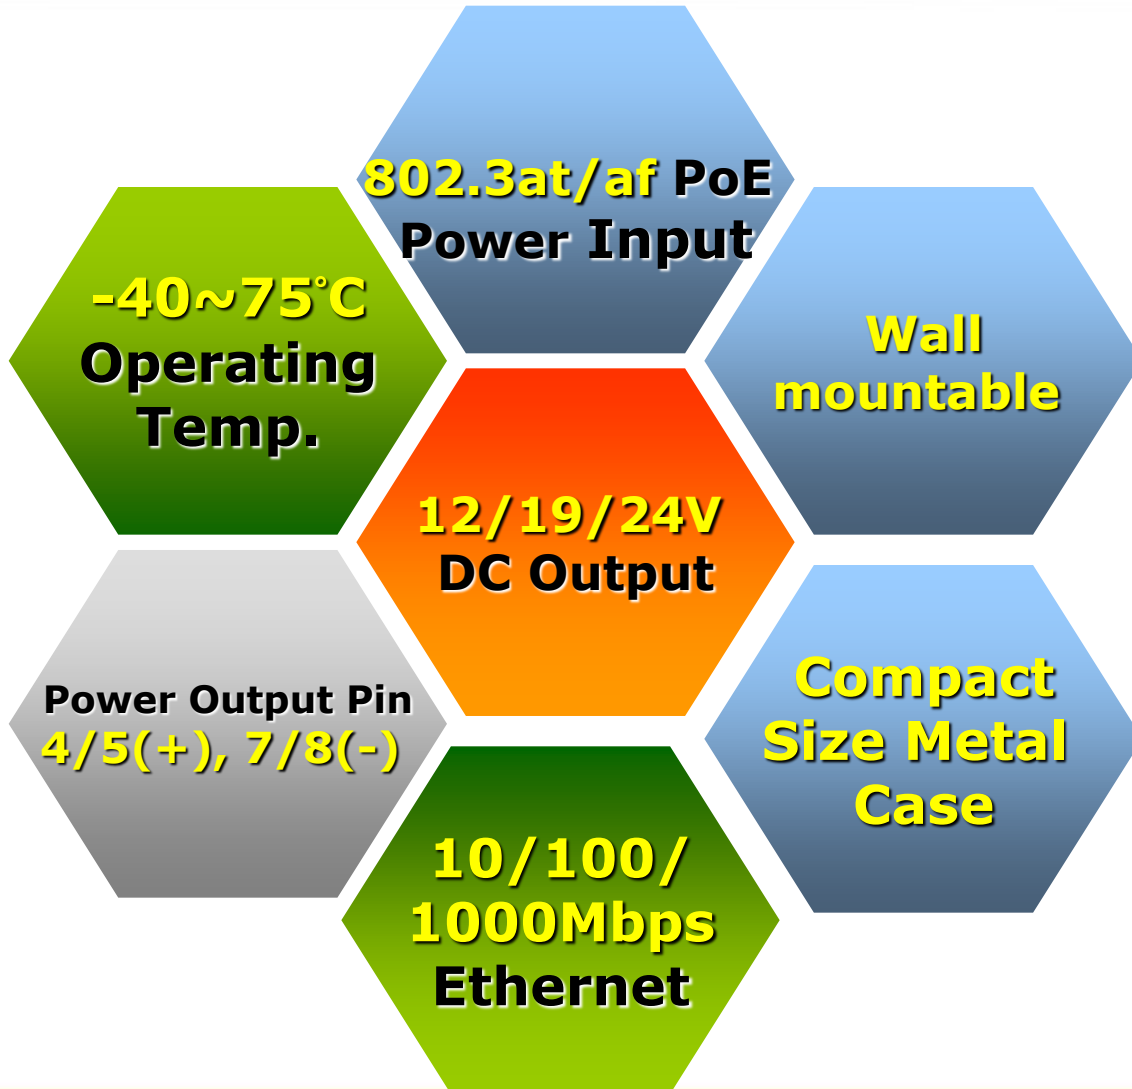 802.3at/af PoE
Power Input
-40~75°C
Operating
Temp.
Wall
mountable
12/19/24V
DC Output
Power Output Pin
4/5(+), 7/8(-)
Compact
Size Metal
Case
10/100/
1000Mbps
Ethernet